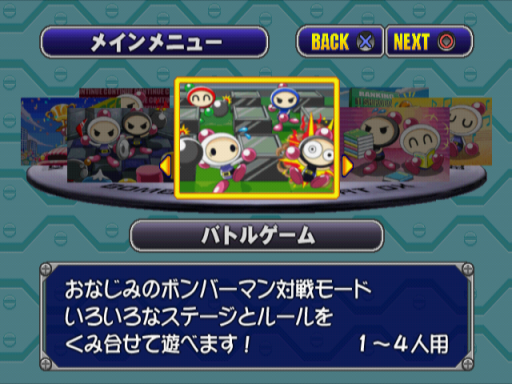 メインメニュー
BACK
NEXT
バトルゲーム
おなじみのボンバーマン対戦モード
いろいろなステージとルールを
くみ合せて遊べます！ 1～4人用